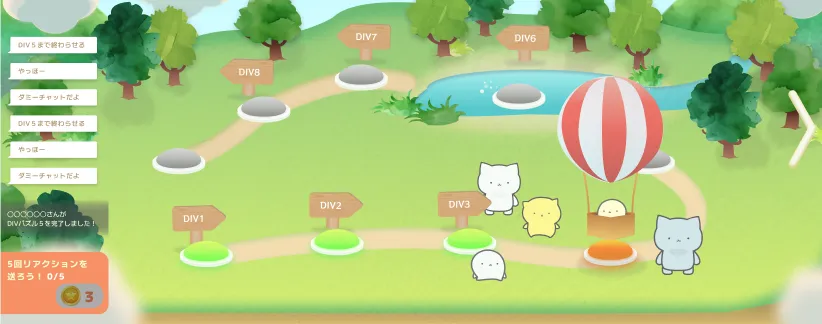 DIV7
DIV6
DIV5まで終わらせる
DIV8
やっほー
ダミーチャットだよ
DIV5まで終わらせる
やっほー
ダミーチャットだよ
DIV1
DIV2
DIV3
〇〇〇〇〇〇さんが
DIVパズル5を完了しました!
5回リアクションを
送ろう! 0/5
3